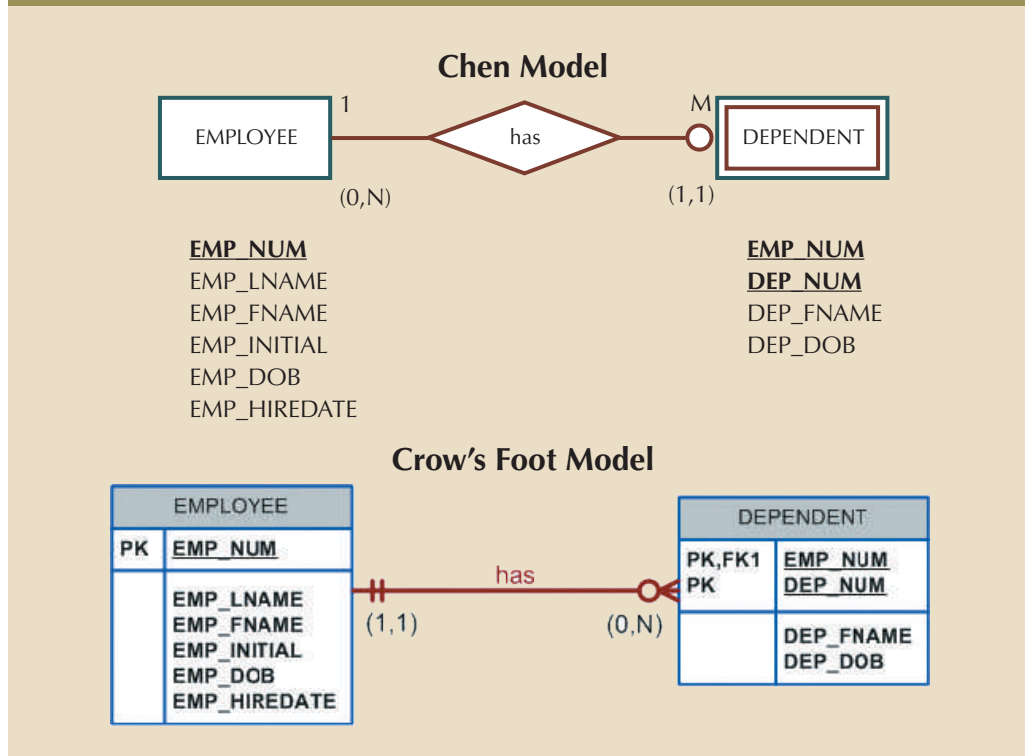 Chen Model
1
M
EMPLOYEE
has
DEPENDENT
(0,N)
(1,1)
EMP_NUM
EMP_LNAME
EMP_FNAME
EMP_INITIAL
EMP_DOB
EMP_HIREDATE
EMP_NUM
DEP_NUM
DEP_FNAME
DEP_DOB
Crow's Foot Model
EMPLOYEE
PK EMP_NUM
EMP_LNAME
EMP_FNAME
EMP_INITIAL
EMP_DOB
EMP_HIREDATE
has
(1,1)
(0,N)
DEPENDENT
PK,FK1 EMP_NUM
PK DEP_NUM
DEP_FNAME
DEP_DOB